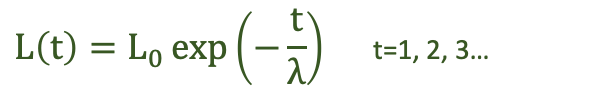 L(t) = L₀ exp(−t/λ) t=1, 2, 3...